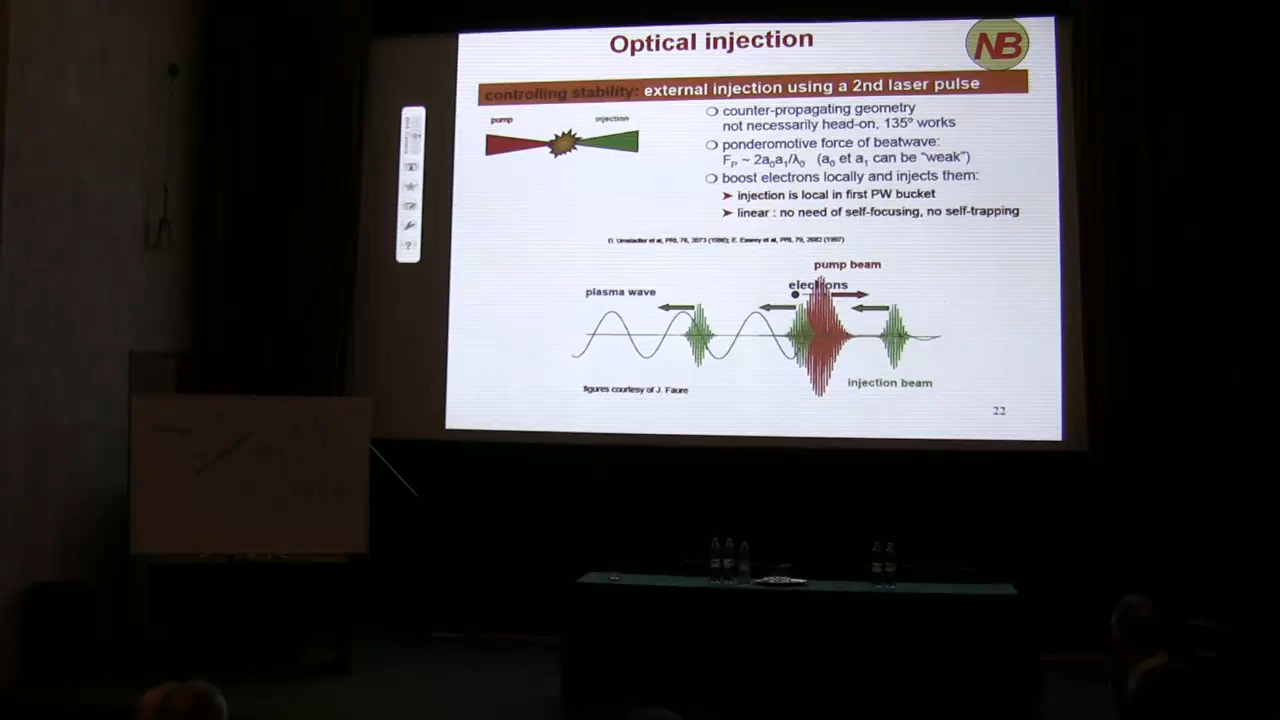 Optical injection
NB
controlling stability: external injection using a 2nd laser pulse
pump
injection
counter-propagating geometry
not necessarily head-on, 135º works
ponderomotive force of beatwave:
Fₚ ~ 2a₀a₁/λ₀ (a₀ et a₁ can be "weak")
boost electrons locally and injects them:
➤ injection is local in first PW bucket
➤ linear : no need of self-focusing, no self-trapping
D. Umstadter et al, PRL 76, 2073 (1996); E. Esarey et al, PRL 79, 2682 (1997)
pump beam
electrons
plasma wave
injection beam
figures courtesy of J. Faure
22
?